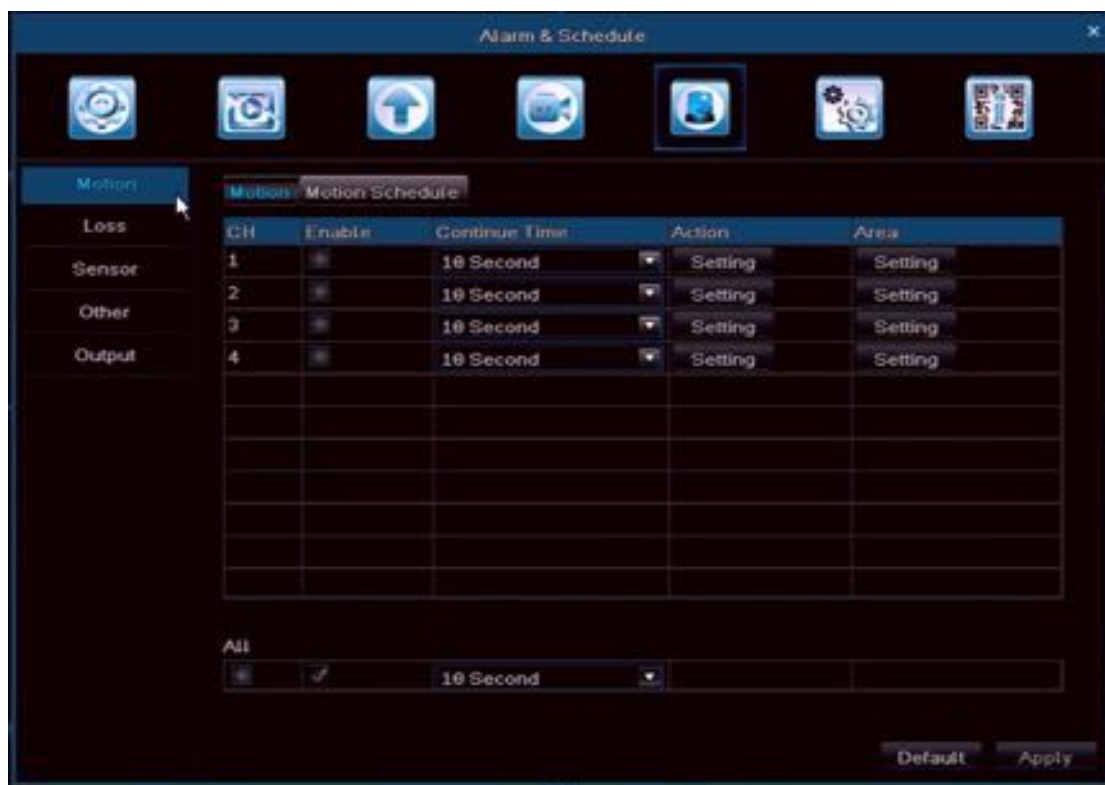 Alarm & Schedule
Motion
Loss
Sensor
Other
Output
Motion Motion Schedule
CH Enable Continue Time Action Area
1 10 Second Setting Setting
2 10 Second Setting Setting
3 10 Second Setting Setting
4 10 Second Setting Setting
All
10 Second
Default Apply